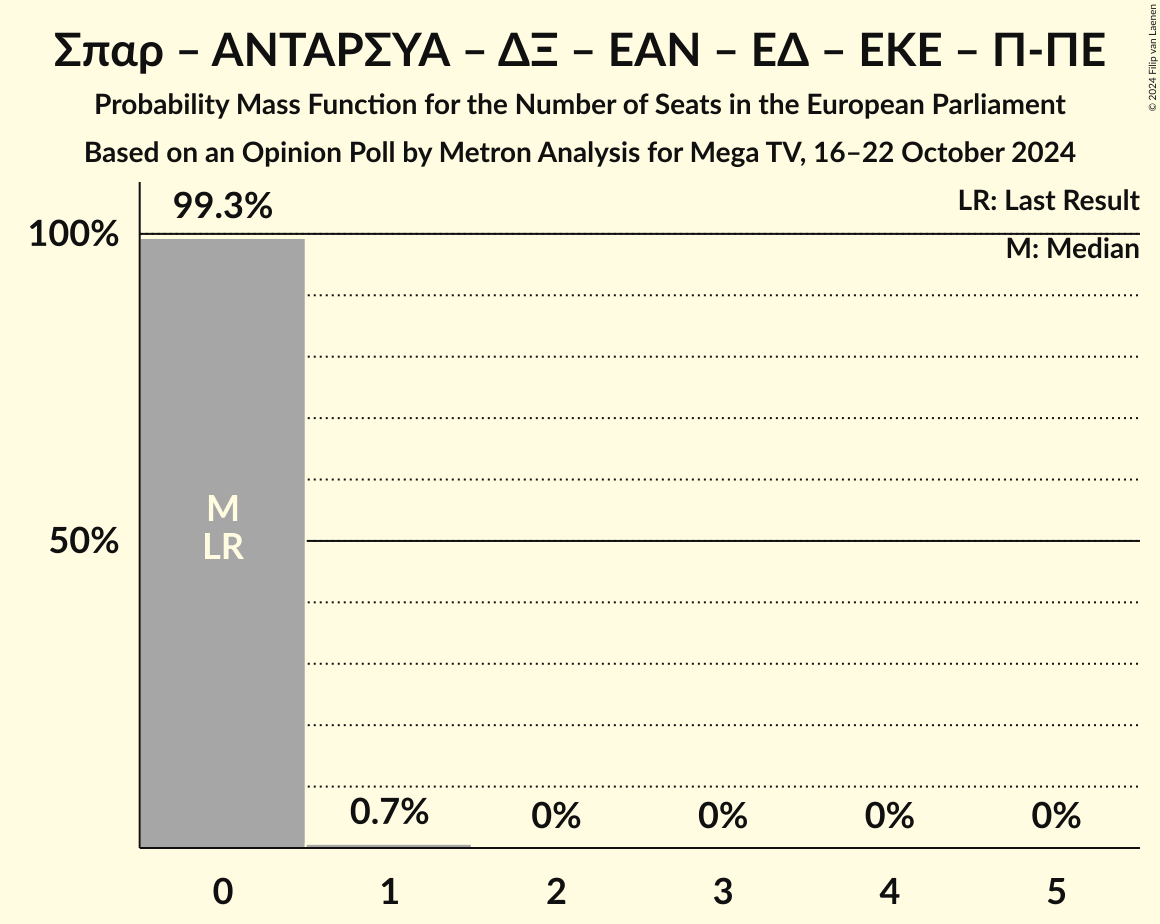 Σπαρ – ΑΝΤΑΡΣΥΑ – ΔΞ – ΕΑΝ – ΕΔ – ΕΚΕ – Π-ΠΕ
Probability Mass Function for the Number of Seats in the European Parliament
Based on an Opinion Poll by Metron Analysis for Mega TV, 16–22 October 2024
© 2024 Filip van Laenen
LR: Last Result
M: Median
99.3%
100%
M
LR
50%
0.7%
0%
0%
0%
0%
0 1 2 3 4 5